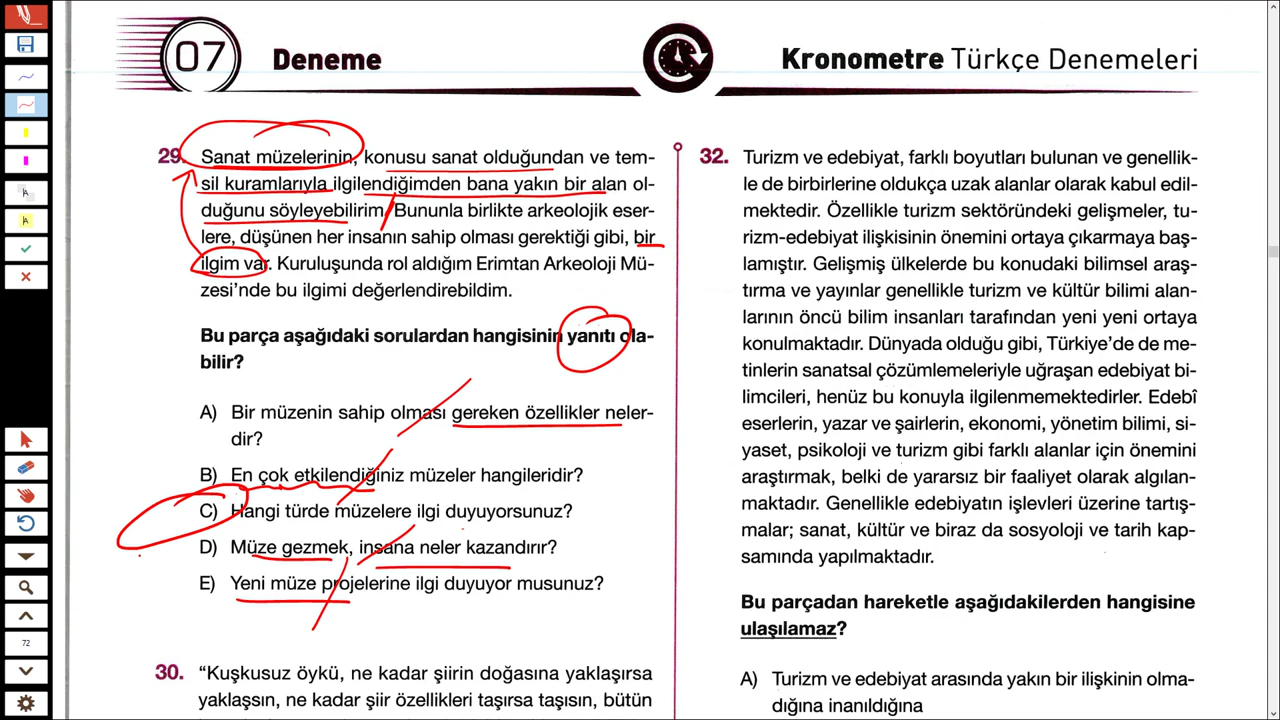 07
Deneme
Kronometre Türkçe Denemeleri
29. Sanat müzelerinin, konusu sanat olduğundan ve tem-
sil kuramlarıyla ilgilendiğimden bana yakın bir alan ol-
duğunu söyleyebilirim. Bununla birlikte arkeolojik eser-
lere, düşünen her insanın sahip olması gerektiği gibi, bir
ilgim var. Kuruluşunda rol aldığım Erimtan Arkeoloji Mü-
zesi’nde bu ilgimi değerlendirebildim.
Bu parça aşağıdaki sorulardan hangisinin yanıtı ola-
bilir?
A) Bir müzenin sahip olması gereken özellikler neler-
dir?
B) En çok etkilendiğiniz müzeler hangileridir?
C) Hangi türde müzelere ilgi duyuyorsunuz?
D) Müze gezmek, insana neler kazandırır?
E) Yeni müze projelerine ilgi duyuyor musunuz?
30. “Kuşkusuz öykü, ne kadar şiirin doğasına yaklaşırsa
yaklaşsın, ne kadar şiir özellikleri taşırsa taşısın, bütün
32. Turizm ve edebiyat, farklı boyutları bulunan ve genellik-
le de birbirlerine oldukça uzak alanlar olarak kabul edil-
mektedir. Özellikle turizm sektöründeki gelişmeler, tu-
rizm-edebiyat ilişkisinin önemini ortaya çıkarmaya baş-
lamıştır. Gelişmiş ülkelerde bu konudaki bilimsel araş-
tırma ve yayınlar genellikle turizm ve kültür bilimi alan-
larının öncü bilim insanları tarafından yeni yeni ortaya
konulmaktadır. Dünyada olduğu gibi, Türkiye’de de me-
tinlerin sanatsal çözümlemeleriyle uğraşan edebiyat bi-
limcileri, henüz bu konuyla ilgilenmemektedirler. Edebî
eserlerin, yazar ve şairlerin, ekonomi, yönetim bilimi, si-
yaset, psikoloji ve turizm gibi farklı alanlar için önemini
araştırmak, belki de yararsız bir faaliyet olarak algılan-
maktadır. Genellikle edebiyatın işlevleri üzerine tartış-
malar; sanat, kültür ve biraz da sosyoloji ve tarih kap-
samında yapılmaktadır.
Bu parçadan hareketle aşağıdakilerden hangisine
ulaşılamaz?
A) Turizm ve edebiyat arasında yakın bir ilişkinin olma-
dığına inanıldığına
72